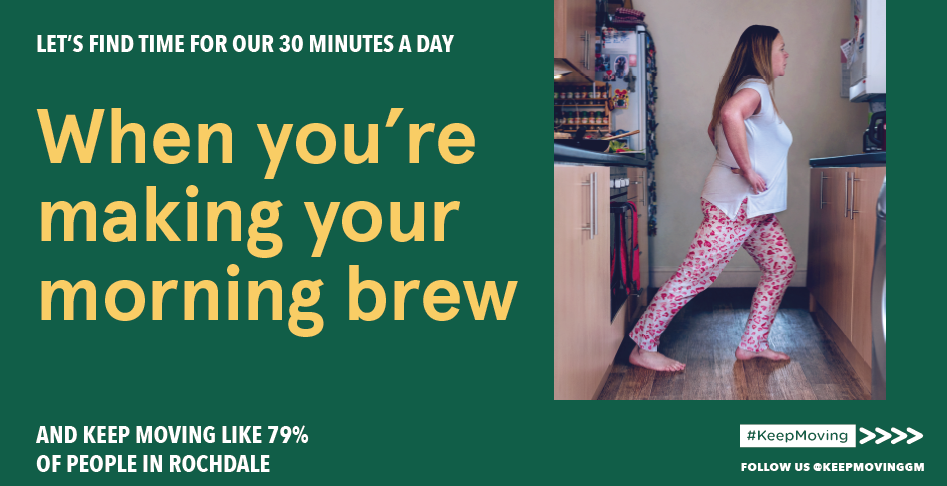 LET’S FIND TIME FOR OUR 30 MINUTES A DAY
When you’re
making your
morning brew
AND KEEP MOVING LIKE 79%
OF PEOPLE IN ROCHDALE
#KeepMoving
FOLLOW US @KEEPMOVINGGM